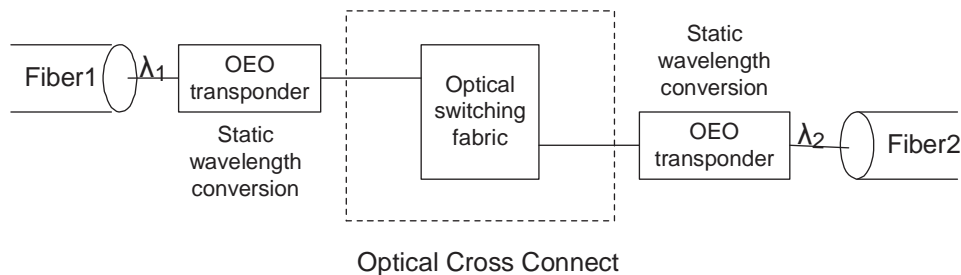 Fiber1
λ1
OEO
transponder
Static
wavelength
conversion
Optical
switching
fabric
Static
wavelength
conversion
OEO
transponder
λ2
Fiber2
Optical Cross Connect